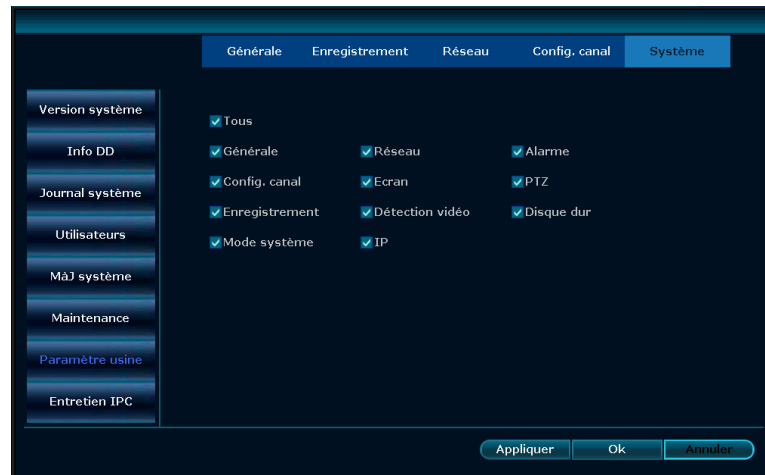 Générale Enregistrement Réseau Config. canal Système
Version système
Info DD
Journal système
Utilisateurs
MàJ système
Maintenance
Paramètre usine
Entretien IPC
Tous
Générale Réseau Alarme
Config. canal Ecran PTZ
Enregistrement Détection vidéo Disque dur
Mode système IP
Appliquer Ok Annuler